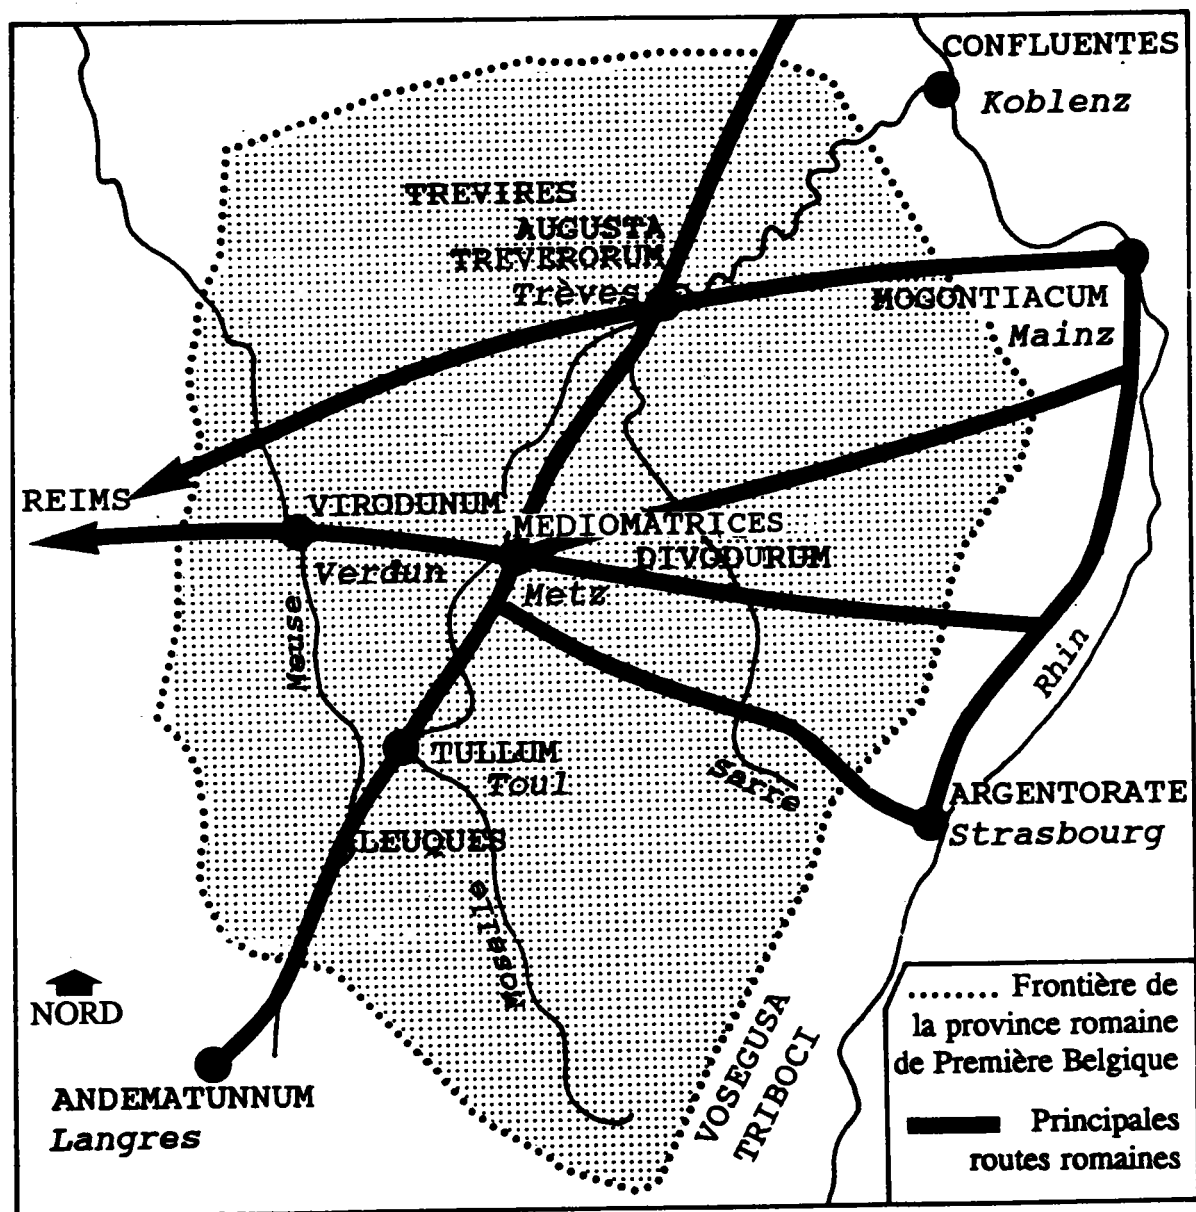 CONFLUENTES
Koblenz
TREVIRES
AUGUSTA
TREVERORUM
Trèves
MOGONTIACUM
Mainz
REIMS
VIRODUNUM
MEDIOMATRICES
DIVODURUM
Verdun
Metz
Meuse
Rhin
TULLUM
Toul
Sarre
ARGENTORATE
Strasbourg
LEUQUES
Moselle
NORD
VOSEGUSA
TRIBOCI
ANDEMATUNNUM
Langres
......... Frontière de
la province romaine
de Première Belgique
Principales
routes romaines